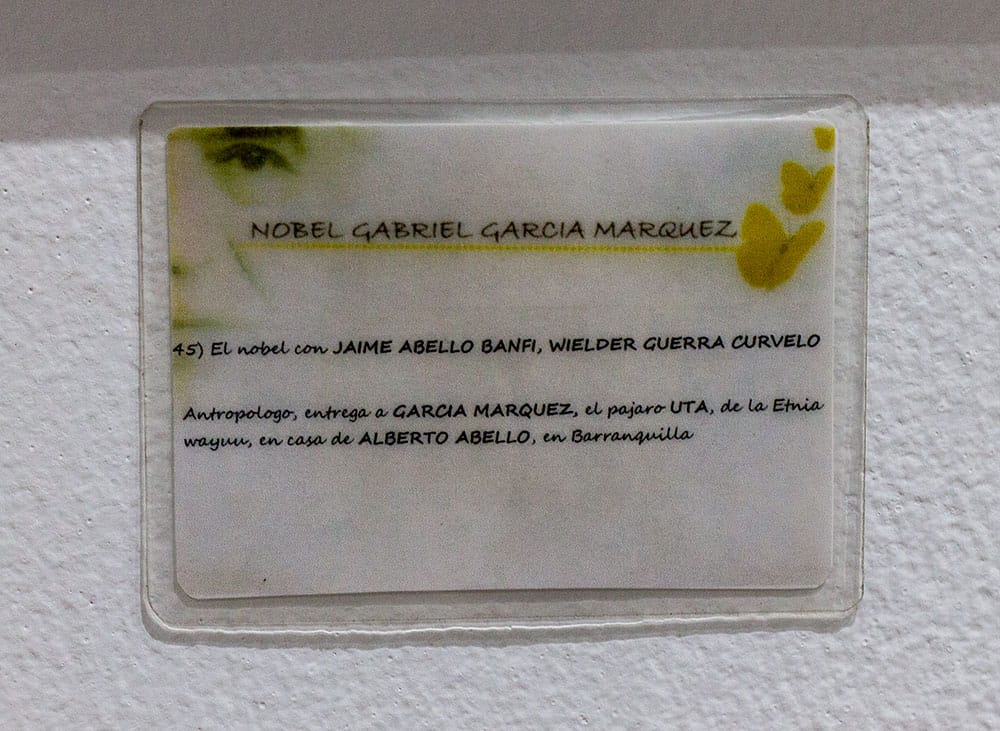 NOBEL GABRIEL GARCIA MARQUEZ
45) El nobel con JAIME ABELLO BANFI, WIELDER GUERRA CURVELO
Antropologo, entrega a GARCIA MARQUEZ, el pajaro UTA, de la Etnia
wayuu, en casa de ALBERTO ABELLO, en Barranquilla